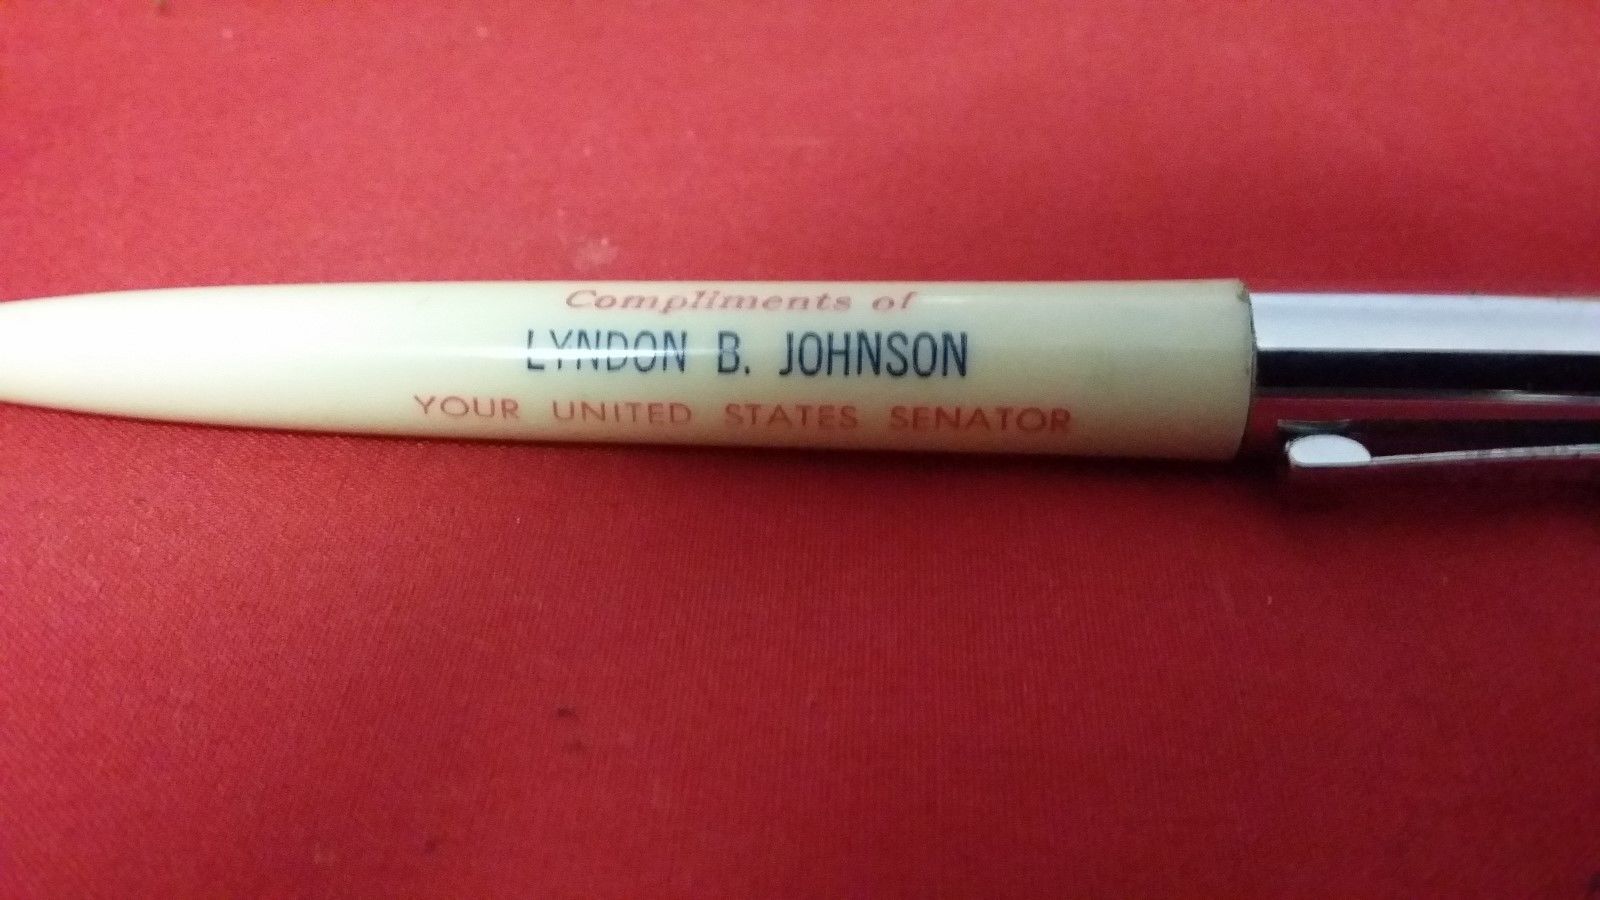 Compliments of
LYNDON B. JOHNSON
YOUR UNITED STATES SENATOR